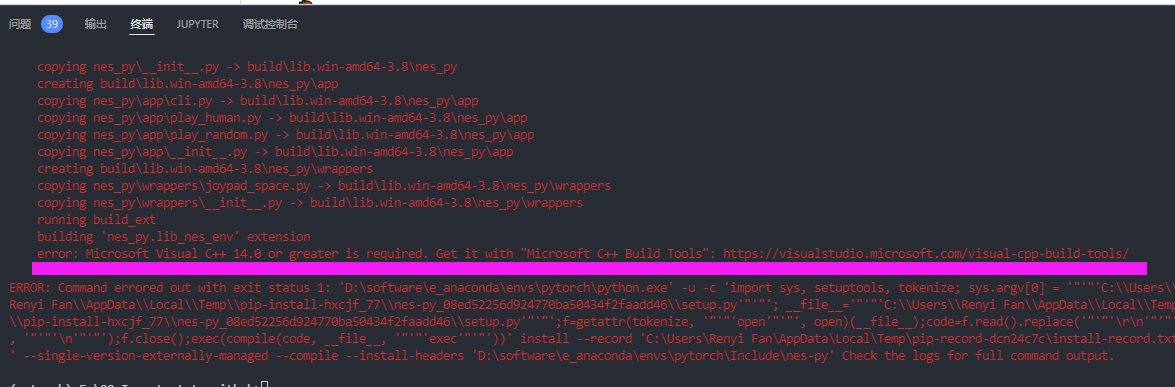 问题 39 输出 终端 JUPYTER 调试控制台
copying nes_py\__init__.py -> build\lib.win-amd64-3.8\nes_py
creating build\lib.win-amd64-3.8\nes_py\app
copying nes_py\app\cli.py -> build\lib.win-amd64-3.8\nes_py\app
copying nes_py\app\play_human.py -> build\lib.win-amd64-3.8\nes_py\app
copying nes_py\app\play_random.py -> build\lib.win-amd64-3.8\nes_py\app
copying nes_py\app\__init__.py -> build\lib.win-amd64-3.8\nes_py\app
creating build\lib.win-amd64-3.8\nes_py\wrappers
copying nes_py\wrappers\joypad_space.py -> build\lib.win-amd64-3.8\nes_py\wrappers
copying nes_py\wrappers\__init__.py -> build\lib.win-amd64-3.8\nes_py\wrappers
running build_ext
building 'nes_py.lib_nes_env' extension
error: Microsoft Visual C++ 14.0 or greater is required. Get it with "Microsoft C++ Build Tools": https://visualstudio.microsoft.com/visual-cpp-build-tools/
ERROR: Command errored out with exit status 1: 'D:\software\e_anaconda\envs\pytorch\python.exe' -u -c 'import sys, setuptools, tokenize; sys.argv[0] = '"'"'C:\\Users\\
Renyi Fan\\AppData\\Local\\Temp\\pip-install-hxcjf_77\\nes-py_08ed52256d924770ba50434f2faadd46\\setup.py'"'"'; __file__='"'"'C:\\Users\\Renyi Fan\\AppData\\Local\\Temp
\\pip-install-hxcjf_77\\nes-py_08ed52256d924770ba50434f2faadd46\\setup.py'"'"';f=getattr(tokenize, '"'"'open'"'"', open)(__file__);code=f.read().replace('"'"'\r\n'"'"'
, '"'"'\n'"'"');f.close();exec(compile(code, __file__, '"'"'exec'"'"'))' install --record 'C:\Users\Renyi Fan\AppData\Local\Temp\pip-record-dcn24c7c\install-record.txt
' --single-version-externally-managed --compile --install-headers 'D:\software\e_anaconda\envs\pytorch\Include\nes-py' Check the logs for full command output.